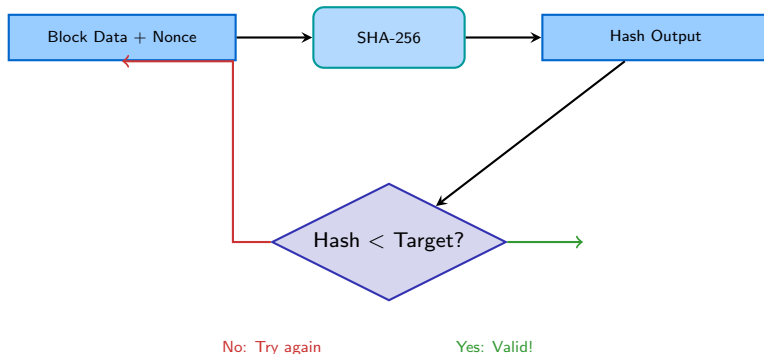 Block Data + Nonce
SHA-256
Hash Output
Hash < Target?
No: Try again
Yes: Valid!